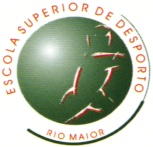 ESCOLA SUPERIOR DE DESPORTO
RIO MAIOR